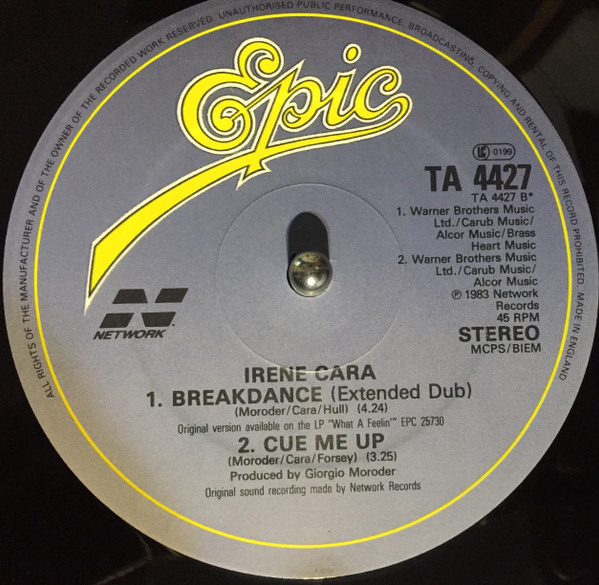 ALL RIGHTS OF THE MANUFACTURER AND OF THE OWNER OF THE RECORDED WORK RESERVED. UNAUTHORISED PUBLIC PERFORMANCE, BROADCASTING, COPYING AND RENTAL OF THIS RECORD PROHIBITED. MADE IN ENGLAND
Epic
LC 0199
TA 4427
TA 4427 B*
1. Warner Brothers Music
Ltd./Carub Music/
Alcor Music/Brass
Heart Music
2. Warner Brothers Music
Ltd./Carub Music/
Alcor Music
℗ 1983 Network
Records
45 RPM
STEREO
MCPS/BIEM
N
NETWORK.
IRENE CARA
1. BREAKDANCE (Extended Dub)
(Moroder/Cara/Hull) (4.24)
Original version available on the LP "What A Feelin'" EPC 25730
2. CUE ME UP
(Moroder/Cara/Forsey) (3.25)
Produced by Giorgio Moroder
Original sound recording made by Network Records